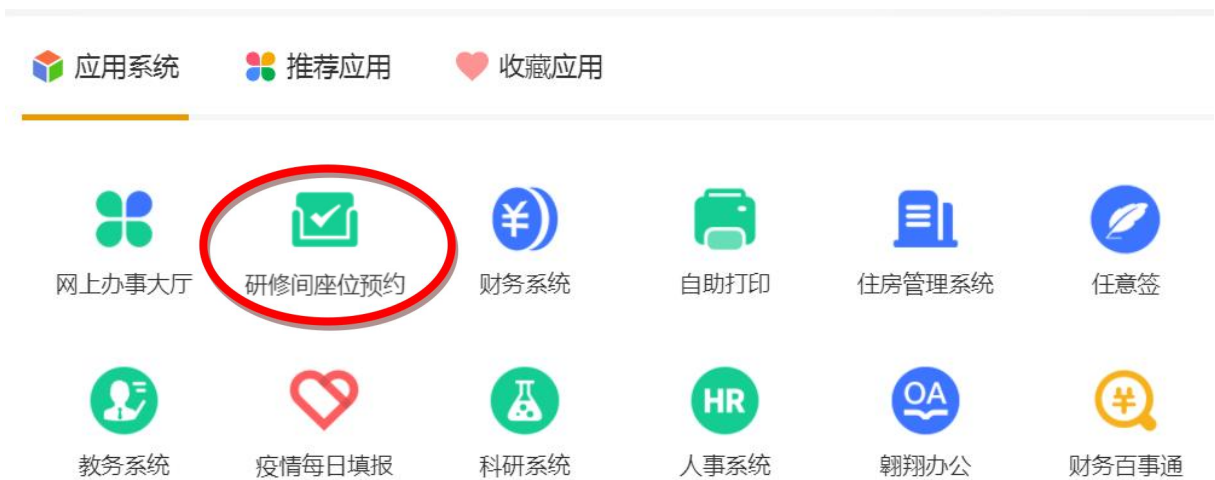 应用系统 推荐应用 收藏应用
网上办事大厅 研修间座位预约 财务系统 自助打印 住房管理系统 任意签
HR OA
教务系统 疫情每日填报 科研系统 人事系统 翱翔办公 财务百事通